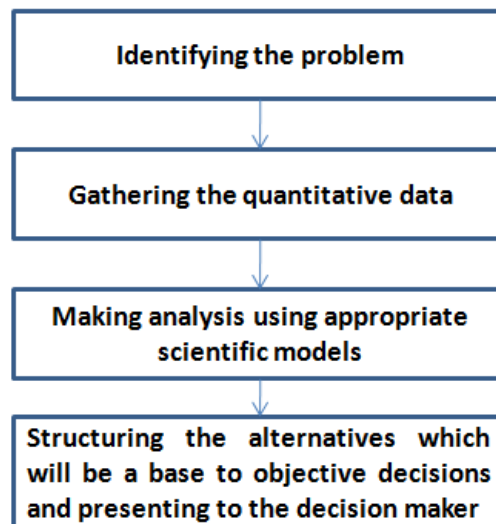 Identifying the problem
Gathering the quantitative data
Making analysis using appropriate
scientific models
Structuring the alternatives which
will be a base to objective decisions
and presenting to the decision maker